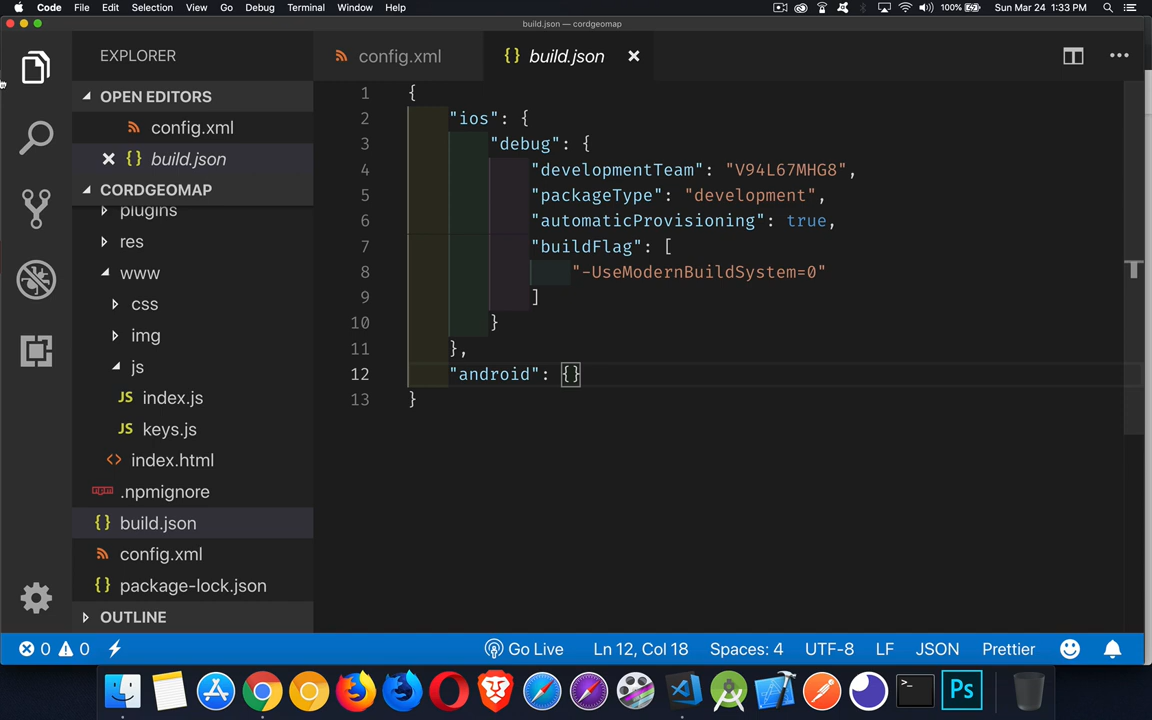 Code File Edit Selection View Go Debug Terminal Window Help 100% Sun Mar 24 1:33 PM
build.json — cordgeomap
EXPLORER
OPEN EDITORS
config.xml
{} build.json
CORDGEOMAP
plugins
res
www
css
img
js
JS index.js
JS keys.js
<> index.html
.npmignore
{} build.json
config.xml
{} package-lock.json
OUTLINE
config.xml {} build.json
1 {
2 "ios": {
3 "debug": {
4 "developmentTeam": "V94L67MHG8",
5 "packageType": "development",
6 "automaticProvisioning": true,
7 "buildFlag": [
8 "-UseModernBuildSystem=0"
9 ]
10 }
11 },
12 "android": {}
13 }
0 0 Go Live Ln 12, Col 18 Spaces: 4 UTF-8 LF JSON Prettier
>_ Ps